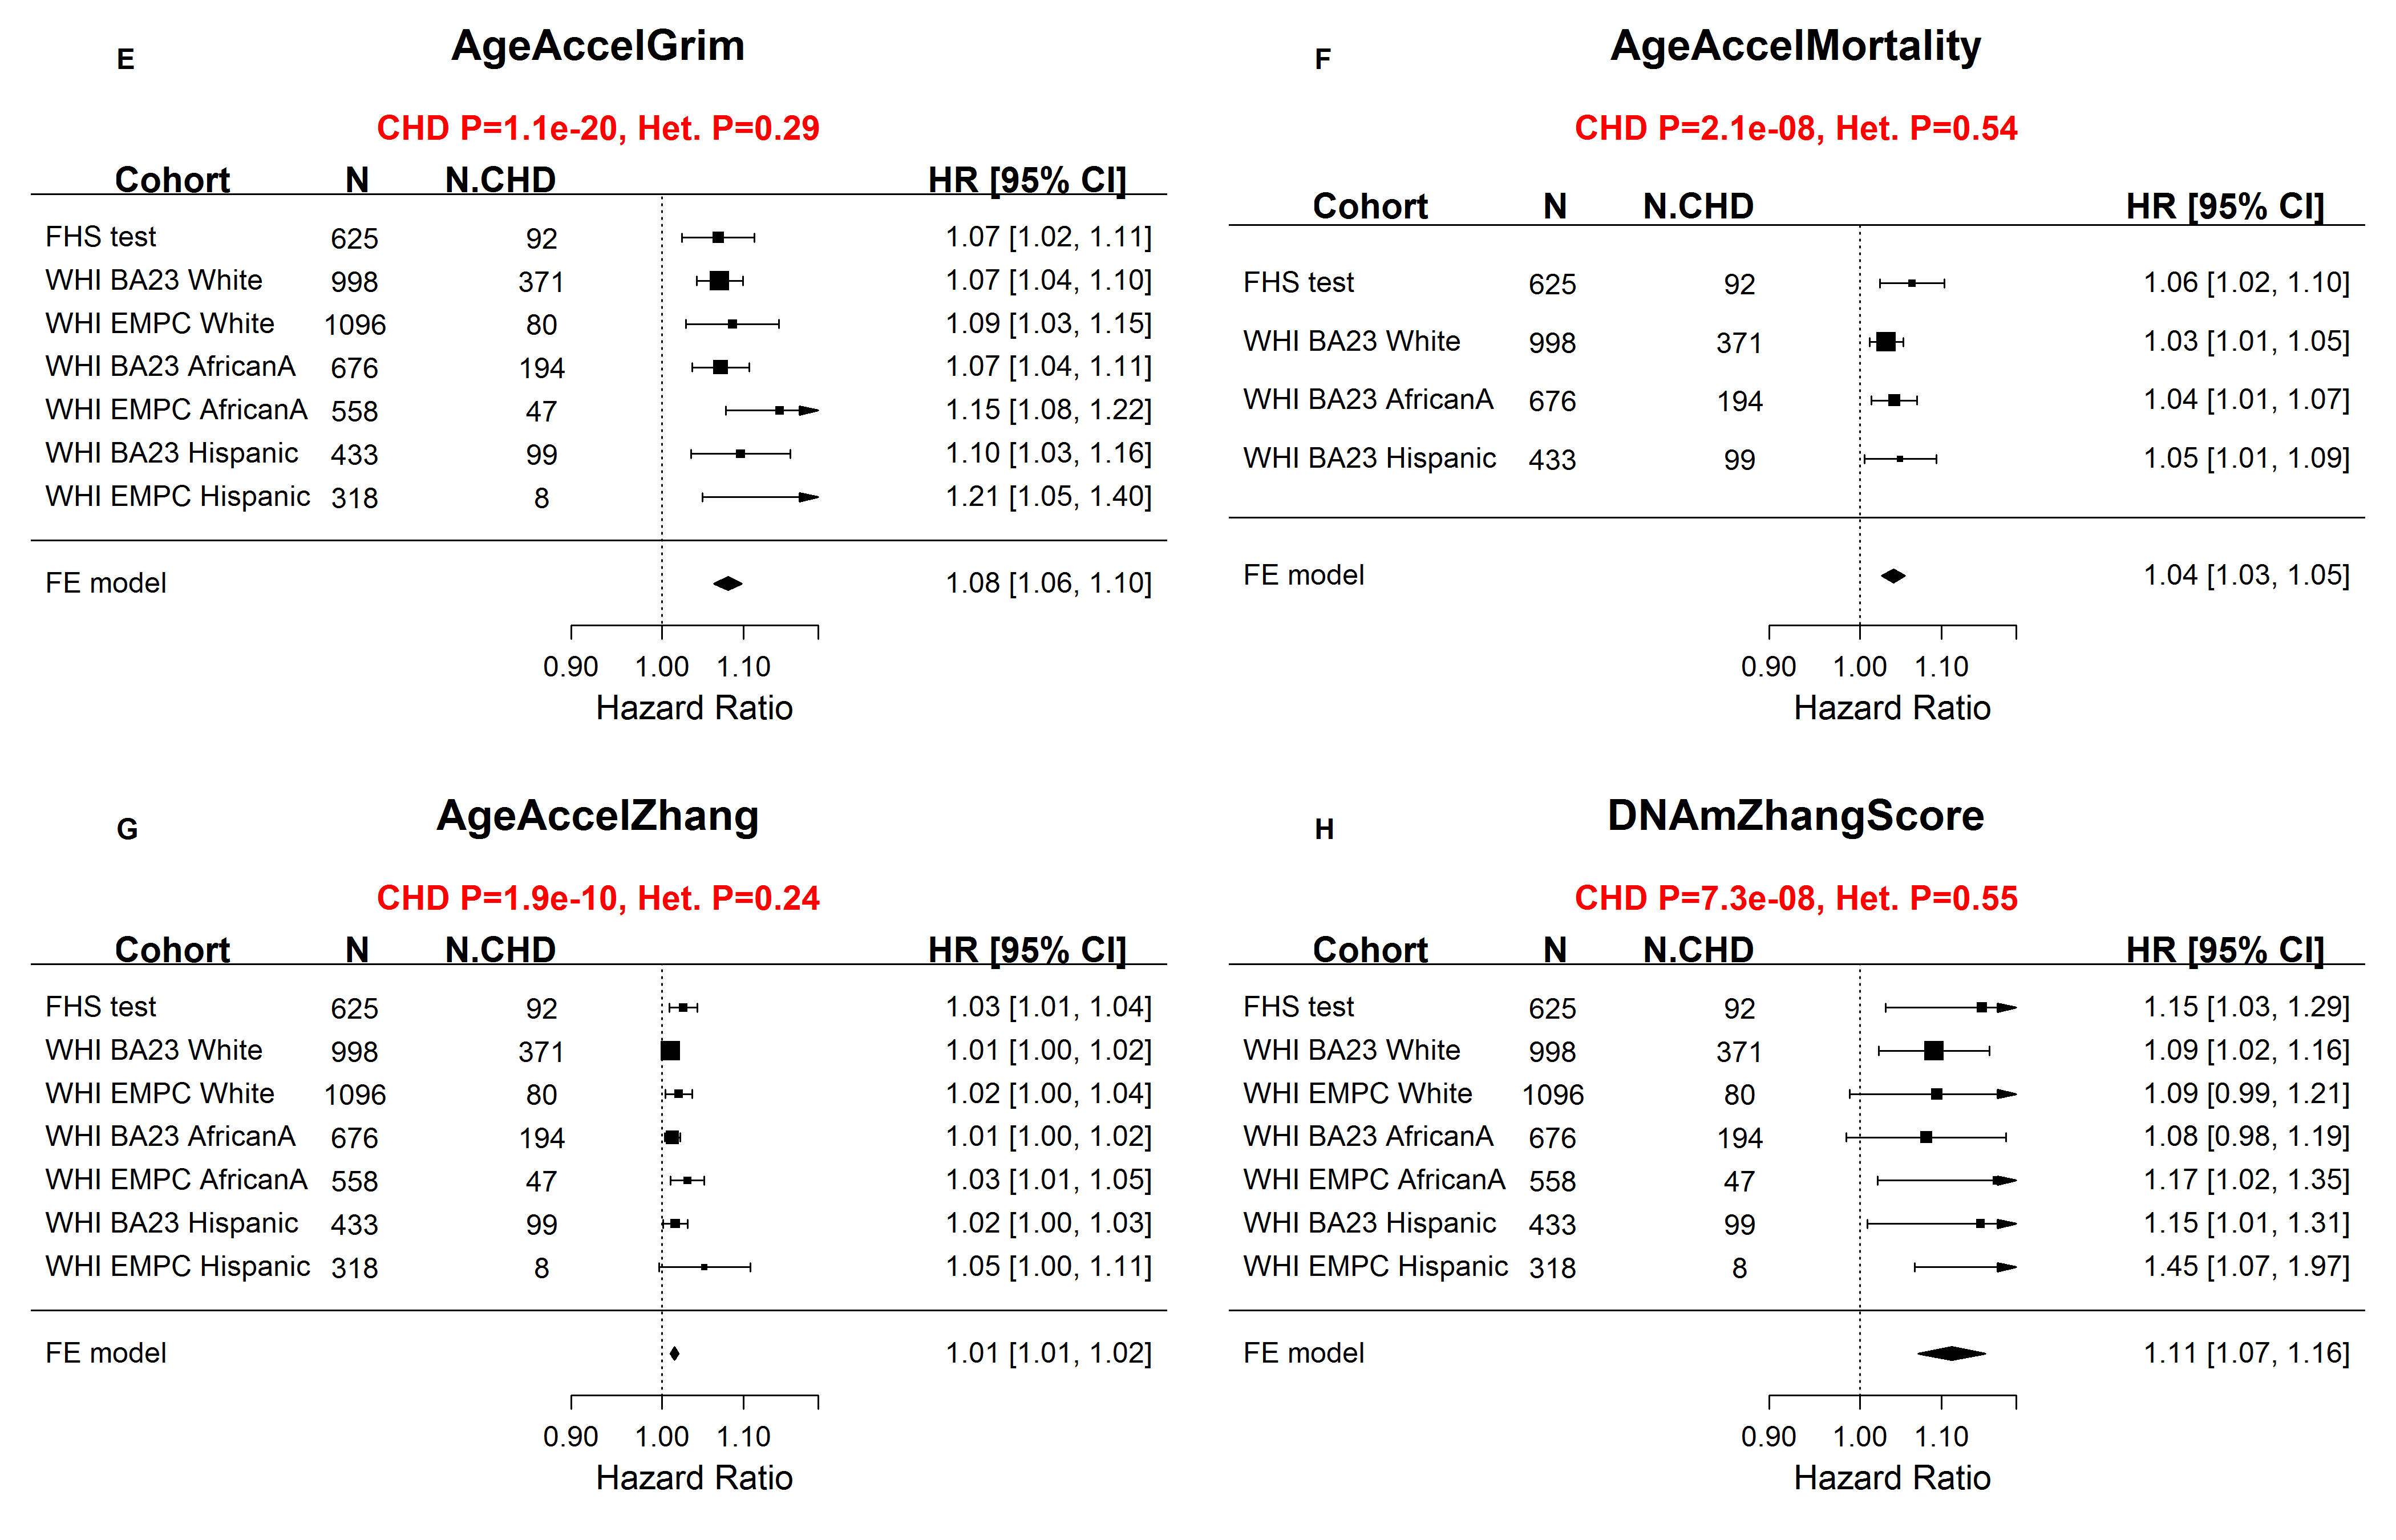 E AgeAccelGrim
CHD P=1.1e-20, Het. P=0.29
Cohort N N.CHD HR [95% CI]
FHS test 625 92 1.07 [1.02, 1.11]
WHI BA23 White 998 371 1.07 [1.04, 1.10]
WHI EMPC White 1096 80 1.09 [1.03, 1.15]
WHI BA23 AfricanA 676 194 1.07 [1.04, 1.11]
WHI EMPC AfricanA 558 47 1.15 [1.08, 1.22]
WHI BA23 Hispanic 433 99 1.10 [1.03, 1.16]
WHI EMPC Hispanic 318 8 1.21 [1.05, 1.40]
FE model 1.08 [1.06, 1.10]
0.90 1.00 1.10
Hazard Ratio
F AgeAccelMortality
CHD P=2.1e-08, Het. P=0.54
Cohort N N.CHD HR [95% CI]
FHS test 625 92 1.06 [1.02, 1.10]
WHI BA23 White 998 371 1.03 [1.01, 1.05]
WHI BA23 AfricanA 676 194 1.04 [1.01, 1.07]
WHI BA23 Hispanic 433 99 1.05 [1.01, 1.09]
FE model 1.04 [1.03, 1.05]
0.90 1.00 1.10
Hazard Ratio
G AgeAccelZhang
CHD P=1.9e-10, Het. P=0.24
Cohort N N.CHD HR [95% CI]
FHS test 625 92 1.03 [1.01, 1.04]
WHI BA23 White 998 371 1.01 [1.00, 1.02]
WHI EMPC White 1096 80 1.02 [1.00, 1.04]
WHI BA23 AfricanA 676 194 1.01 [1.00, 1.02]
WHI EMPC AfricanA 558 47 1.03 [1.01, 1.05]
WHI BA23 Hispanic 433 99 1.02 [1.00, 1.03]
WHI EMPC Hispanic 318 8 1.05 [1.00, 1.11]
FE model 1.01 [1.01, 1.02]
0.90 1.00 1.10
Hazard Ratio
H DNAmZhangScore
CHD P=7.3e-08, Het. P=0.55
Cohort N N.CHD HR [95% CI]
FHS test 625 92 1.15 [1.03, 1.29]
WHI BA23 White 998 371 1.09 [1.02, 1.16]
WHI EMPC White 1096 80 1.09 [0.99, 1.21]
WHI BA23 AfricanA 676 194 1.08 [0.98, 1.19]
WHI EMPC AfricanA 558 47 1.17 [1.02, 1.35]
WHI BA23 Hispanic 433 99 1.15 [1.01, 1.31]
WHI EMPC Hispanic 318 8 1.45 [1.07, 1.97]
FE model 1.11 [1.07, 1.16]
0.90 1.00 1.10
Hazard Ratio